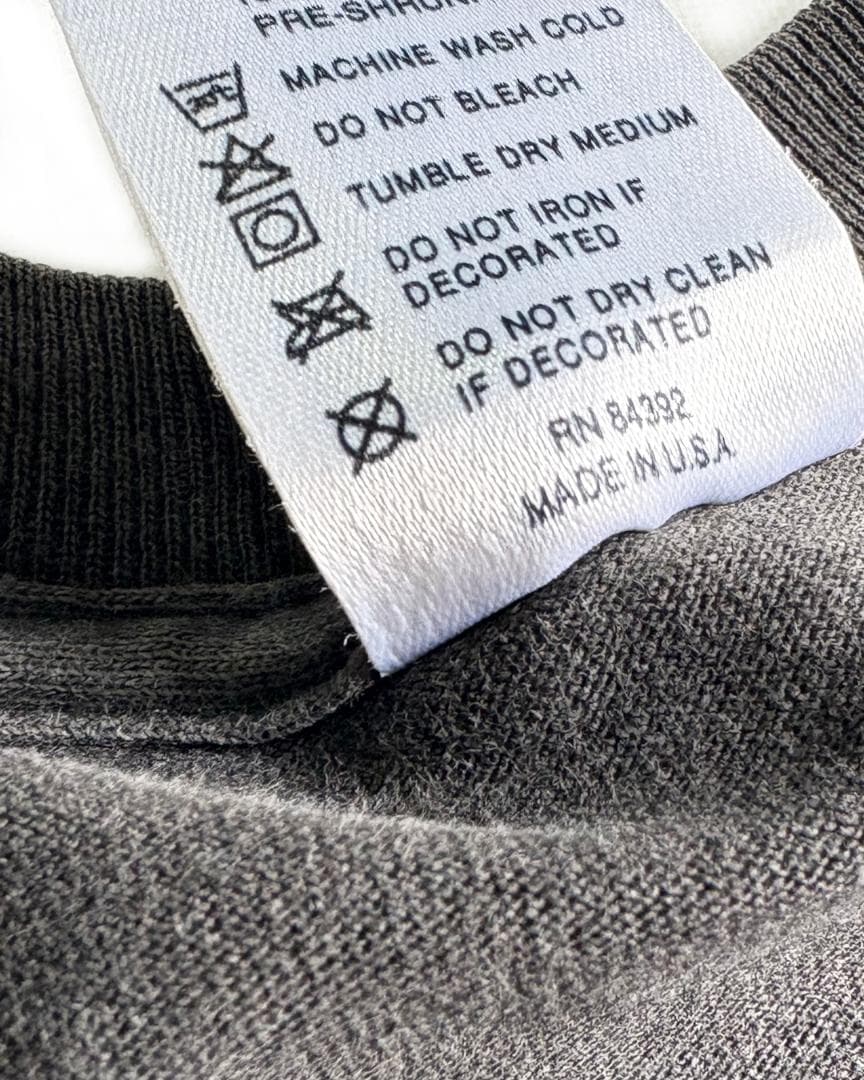 PRE-SHRUNK
MACHINE WASH COLD
DO NOT BLEACH
TUMBLE DRY MEDIUM
DO NOT IRON IF
DECORATED
DO NOT DRY CLEAN
IF DECORATED
RN 84392
MADE IN U.S.A